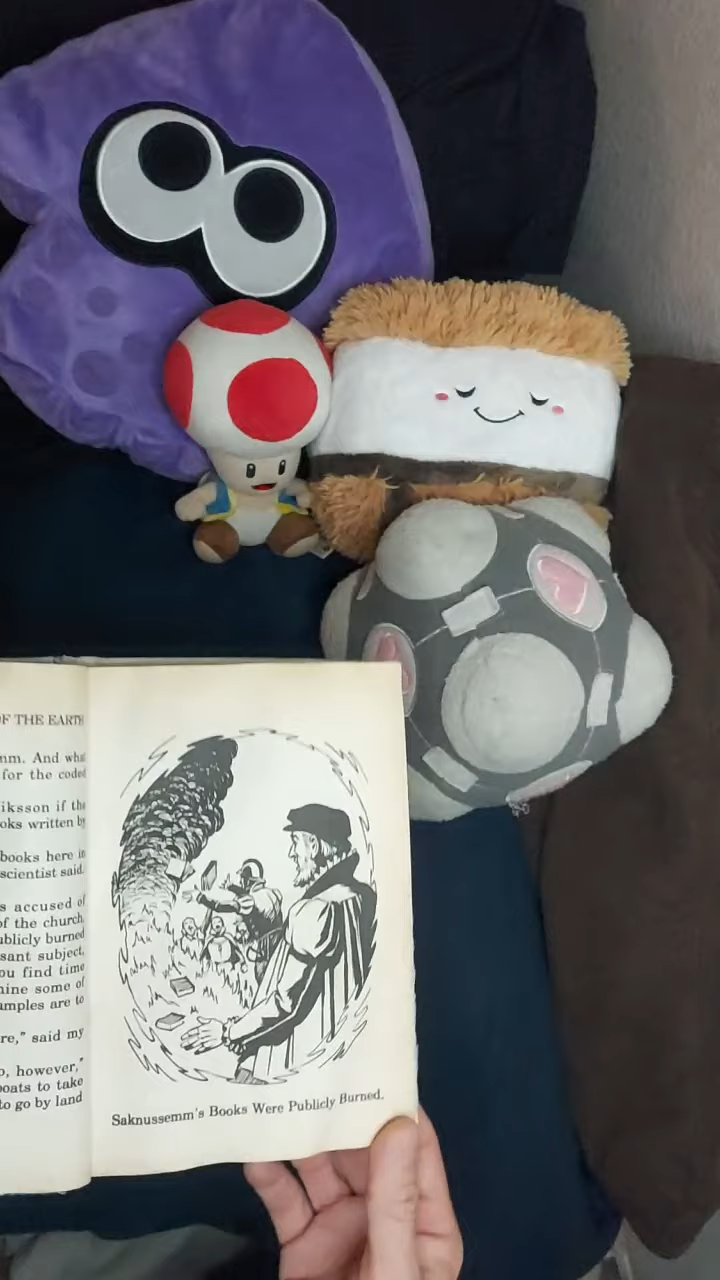 OF THE EARTH
mm. And what
for the coded
iksson if the
oks written by
books here in
scientist said.
s accused of
of the church,
ublicly burned
sant subject,
ou find time
nine some of
amples are to
re," said my
o, however,"
boats to take
to go by land
Saknussemm's Books Were Publicly Burned.